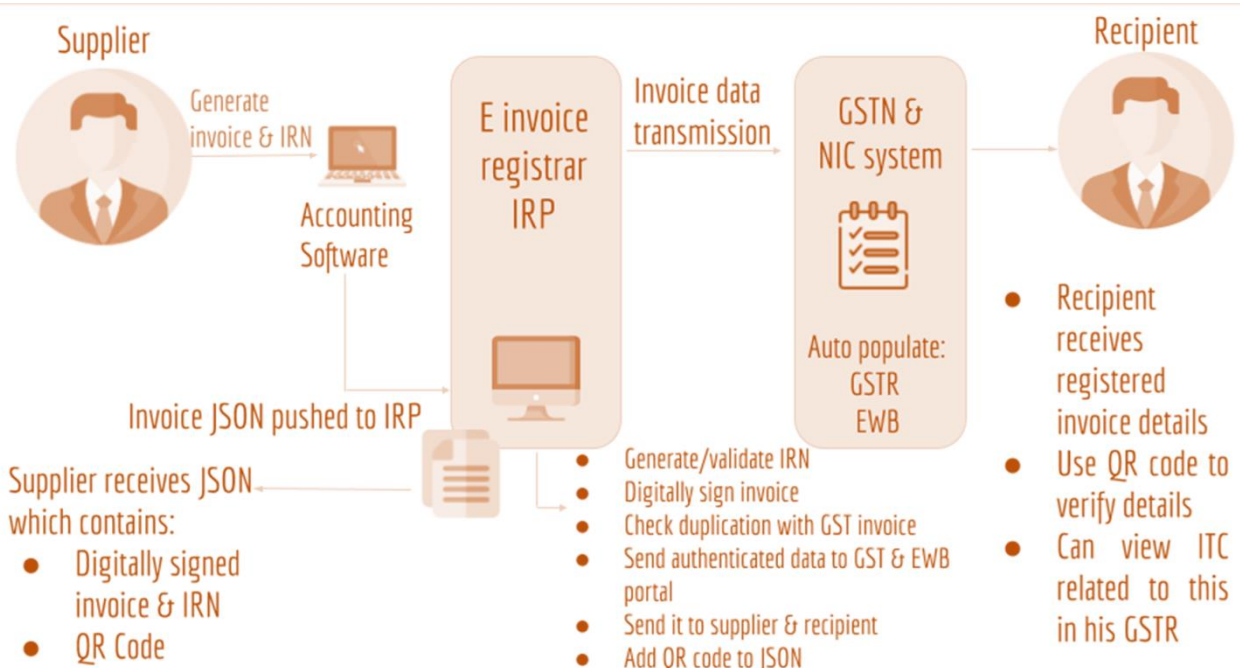 Supplier
Generate
invoice & IRN
Accounting
Software
Invoice JSON pushed to IRP
E invoice
registrar
IRP
Invoice data
transmission
GSTN &
NIC system
Auto populate:
GSTR
EWB
Recipient
Supplier receives JSON
which contains:
● Digitally signed
invoice & IRN
● QR Code
● Generate/validate IRN
● Digitally sign invoice
● Check duplication with GST invoice
● Send authenticated data to GST & EWB
portal
● Send it to supplier & recipient
● Add QR code to JSON
● Recipient
receives
registered
invoice details
● Use QR code to
verify details
● Can view ITC
related to this
in his GSTR